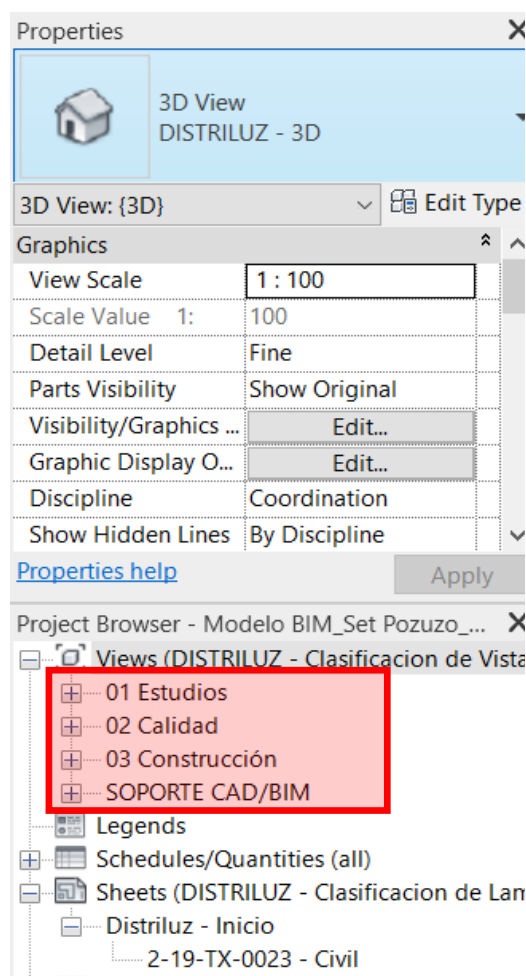 Properties
3D View
DISTRILUZ - 3D
3D View: {3D}
Edit Type
Graphics
View Scale 1 : 100
Scale Value 1: 100
Detail Level Fine
Parts Visibility Show Original
Visibility/Graphics ... Edit...
Graphic Display O... Edit...
Discipline Coordination
Show Hidden Lines By Discipline
Properties help
Apply
Project Browser - Modelo BIM_Set Pozuzo_...
Views (DISTRILUZ - Clasificacion de Vista
01 Estudios
02 Calidad
03 Construcción
SOPORTE CAD/BIM
Legends
Schedules/Quantities (all)
Sheets (DISTRILUZ - Clasificacion de Lam
Distriluz - Inicio
2-19-TX-0023 - Civil